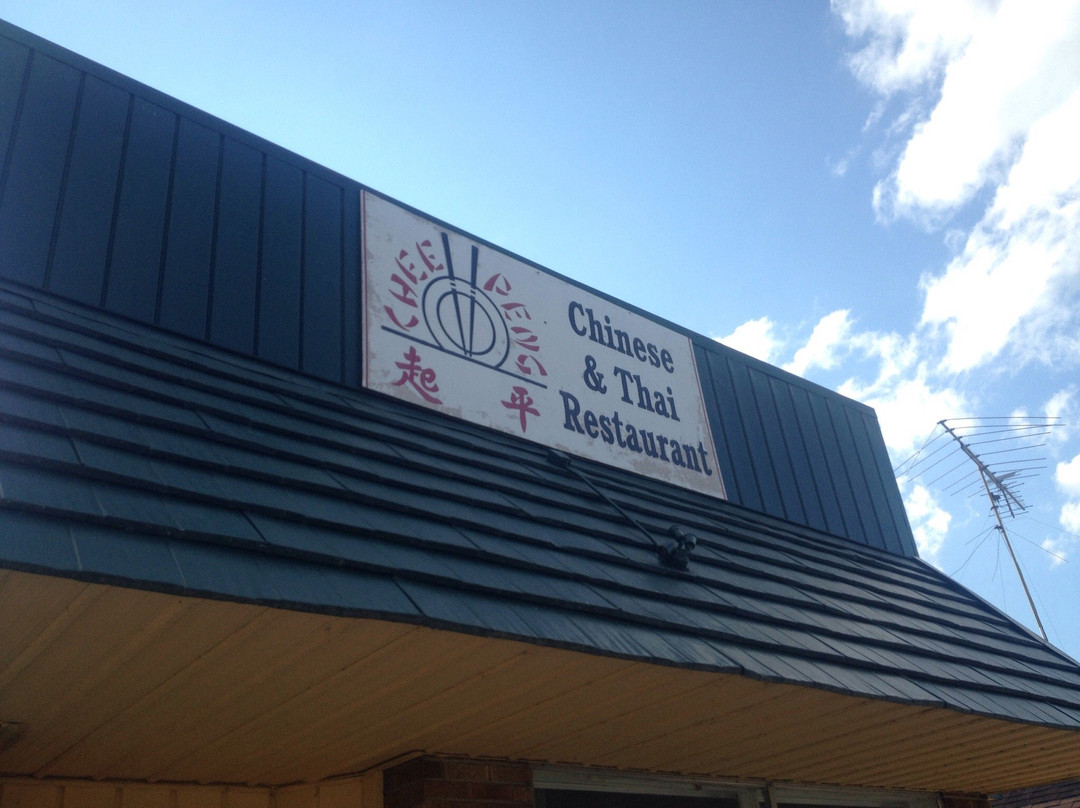 CHEE PENG
起平
Chinese
& Thai
Restaurant